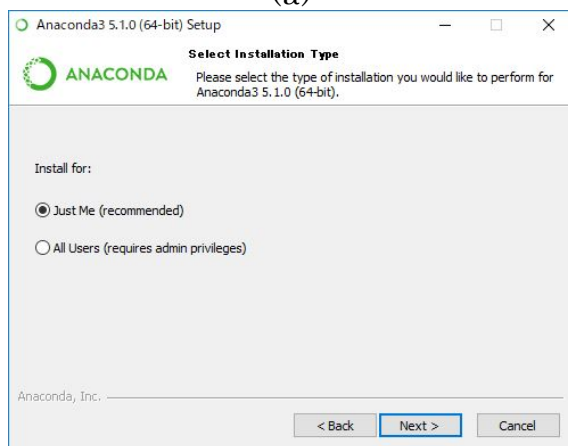 (a)
Anaconda3 5.1.0 (64-bit) Setup
ANACONDA
Select Installation Type
Please select the type of installation you would like to perform for
Anaconda3 5.1.0 (64-bit).
Install for:
Just Me (recommended)
All Users (requires admin privileges)
Anaconda, Inc.
< Back
Next >
Cancel